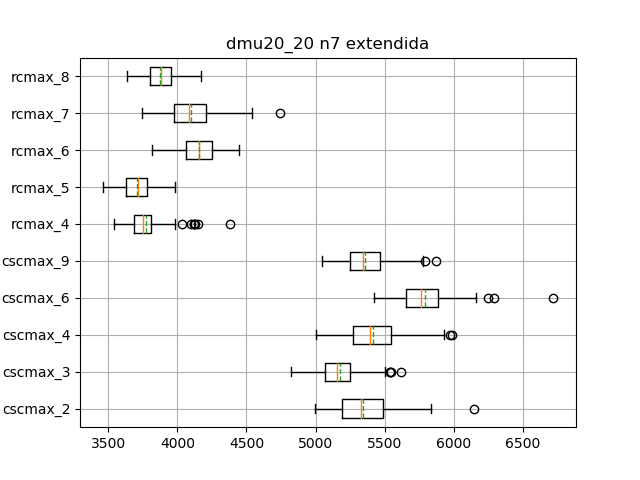 dmu20_20 n7 extendida
rcmax_8
rcmax_7
rcmax_6
rcmax_5
rcmax_4
cscmax_9
cscmax_6
cscmax_4
cscmax_3
cscmax_2
3500 4000 4500 5000 5500 6000 6500